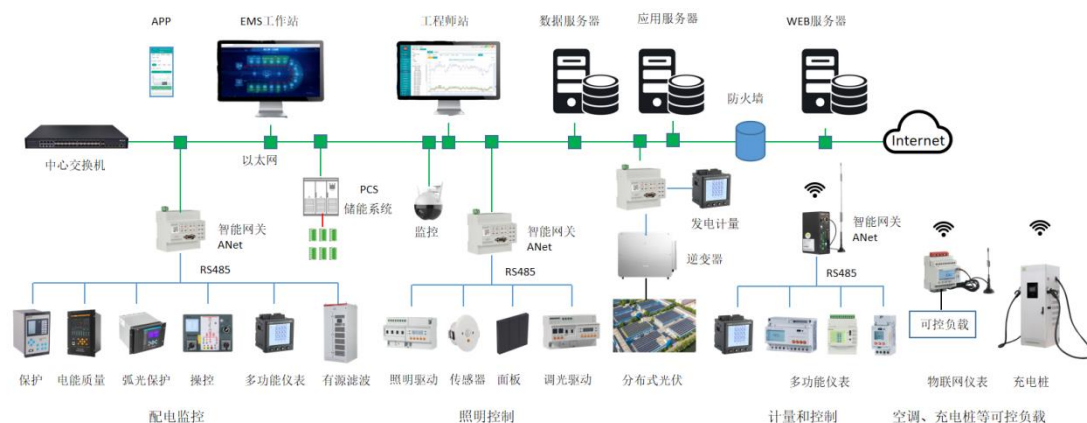 APP
EMS工作站
工程师站
数据服务器
应用服务器
WEB服务器
防火墙
Internet
中心交换机
以太网
PCS
储能系统
监控
智能网关
ANet
智能网关
ANet
发电计量
逆变器
智能网关
ANet
RS485
RS485
RS485
可控负载
保护
电能质量
弧光保护
操控
多功能仪表
有源滤波
照明驱动
传感器
面板
调光驱动
分布式光伏
多功能仪表
物联网仪表
充电桩
配电监控
照明控制
计量和控制
空调、充电桩等可控负载